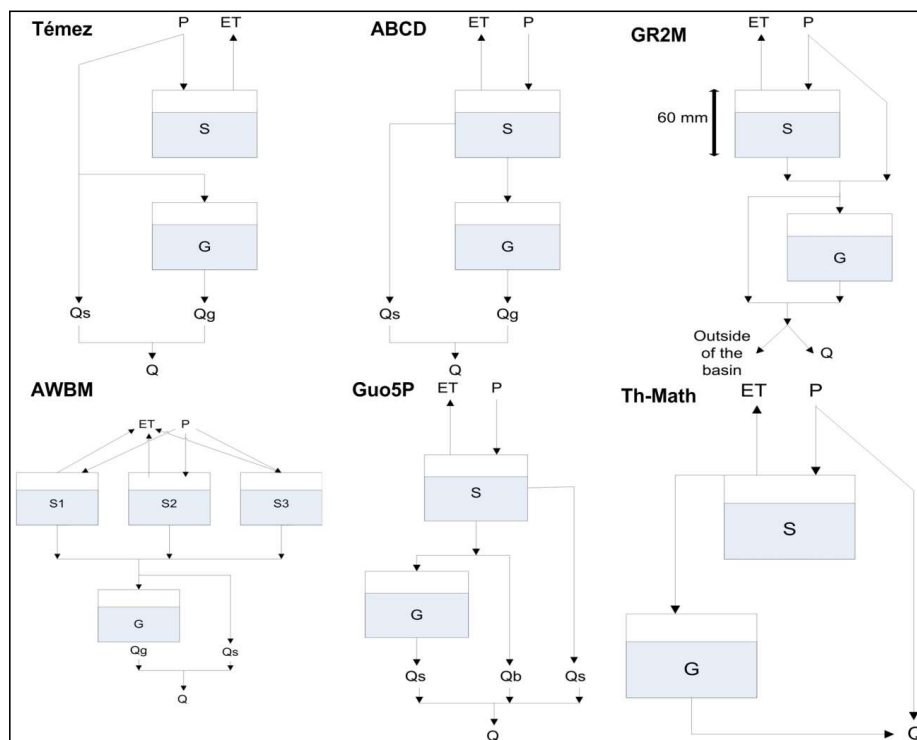 Témez
P
ET
S
G
Qs
Qg
Q
ABCD
ET
P
S
G
Qs
Qg
Q
GR2M
ET
P
60 mm
S
G
Outside
of the
basin
Q
AWBM
ET
P
S1
S2
S3
G
Qg
Qs
Q
Guo5P
ET
P
S
G
Qs
Qb
Qs
Q
Th-Math
ET
P
S
G
Q